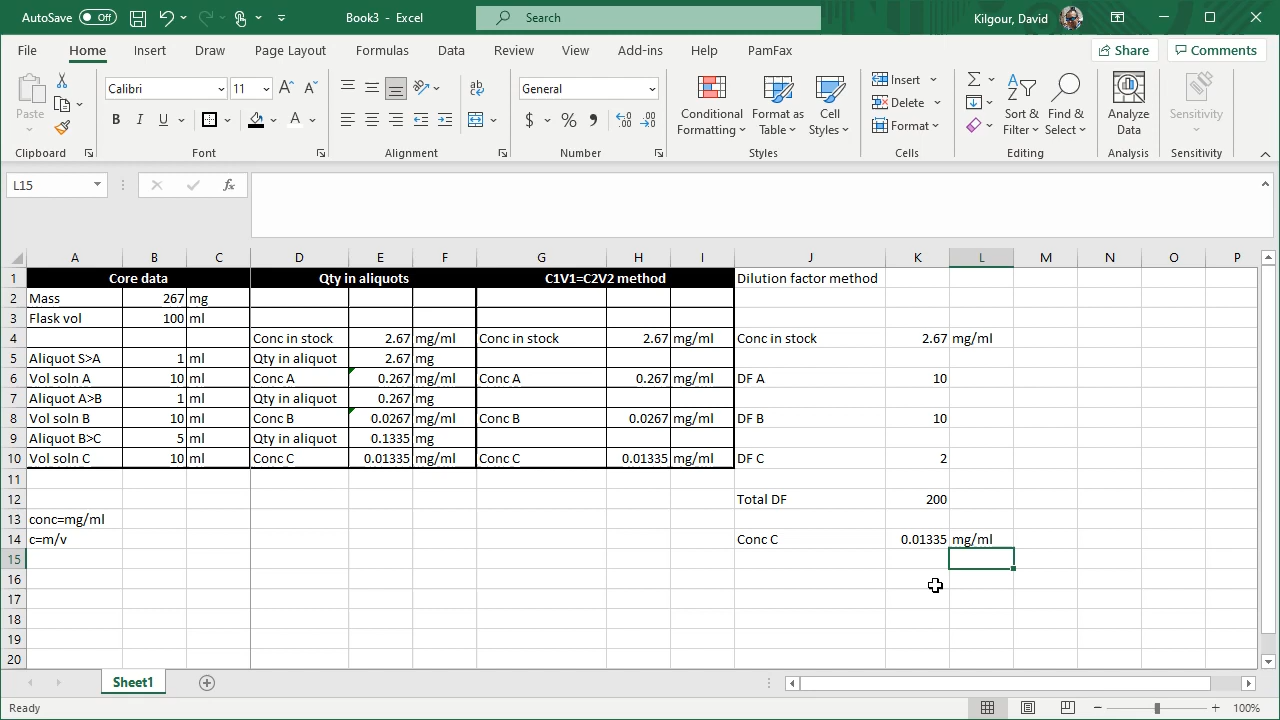 AutoSave Off Book3 - Excel Search Kilgour, David
File Home Insert Draw Page Layout Formulas Data Review View Add-ins Help PamFax Share Comments
Paste Calibri 11 General Conditional Formatting Format as Table Cell Styles Insert Delete Format Sort & Filter Find & Select Analyze Data Sensitivity
Clipboard Font Alignment Number Styles Cells Editing Analysis Sensitivity
L15 fx
A B C D E F G H I J K L M N O P
1 Core data Qty in aliquots C1V1=C2V2 method Dilution factor method
2 Mass 267 mg
3 Flask vol 100 ml
4 Conc in stock 2.67 mg/ml Conc in stock 2.67 mg/ml Conc in stock 2.67 mg/ml
5 Aliquot S>A 1 ml Qty in aliquot 2.67 mg
6 Vol soln A 10 ml Conc A 0.267 mg/ml Conc A 0.267 mg/ml DF A 10
7 Aliquot A>B 1 ml Qty in aliquot 0.267 mg
8 Vol soln B 10 ml Conc B 0.0267 mg/ml Conc B 0.0267 mg/ml DF B 10
9 Aliquot B>C 5 ml Qty in aliquot 0.1335 mg
10 Vol soln C 10 ml Conc C 0.01335 mg/ml Conc C 0.01335 mg/ml DF C 2
11
12 Total DF 200
13 conc=mg/ml
14 c=m/v Conc C 0.01335 mg/ml
15
16
17
18
19
20
Sheet1
Ready 100%